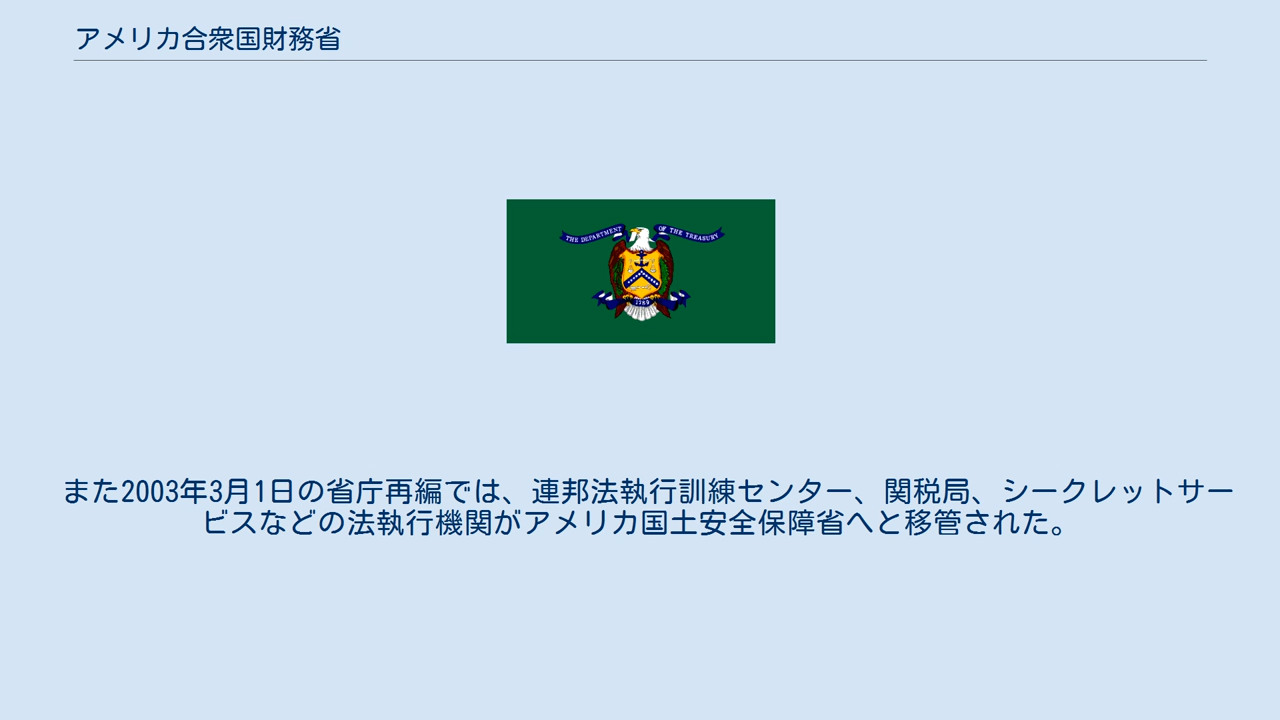 アメリカ合衆国財務省
THE DEPARTMENT OF THE TREASURY
1789
また2003年3月1日の省庁再編では、連邦法執行訓練センター、関税局、シークレットサー
ビスなどの法執行機関がアメリカ国土安全保障省へと移管された。